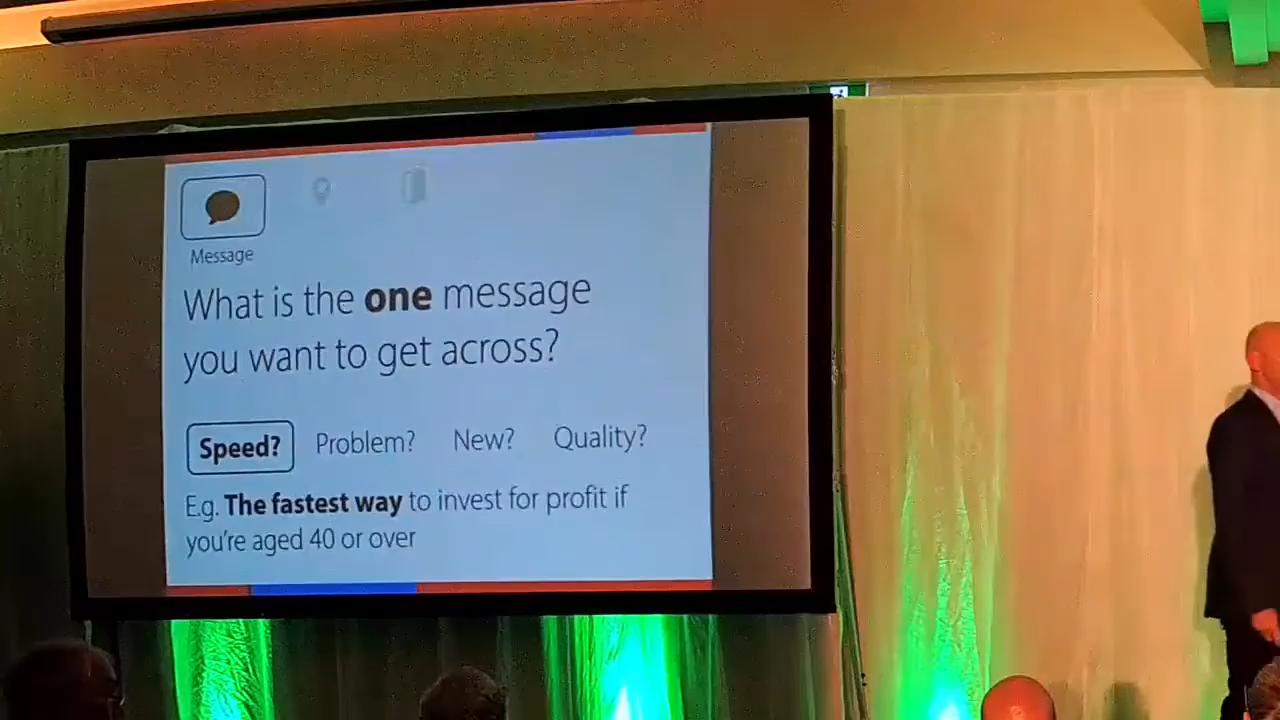 Message
What is the one message
you want to get across?
Speed? Problem? New? Quality?
E.g. The fastest way to invest for profit if
you're aged 40 or over